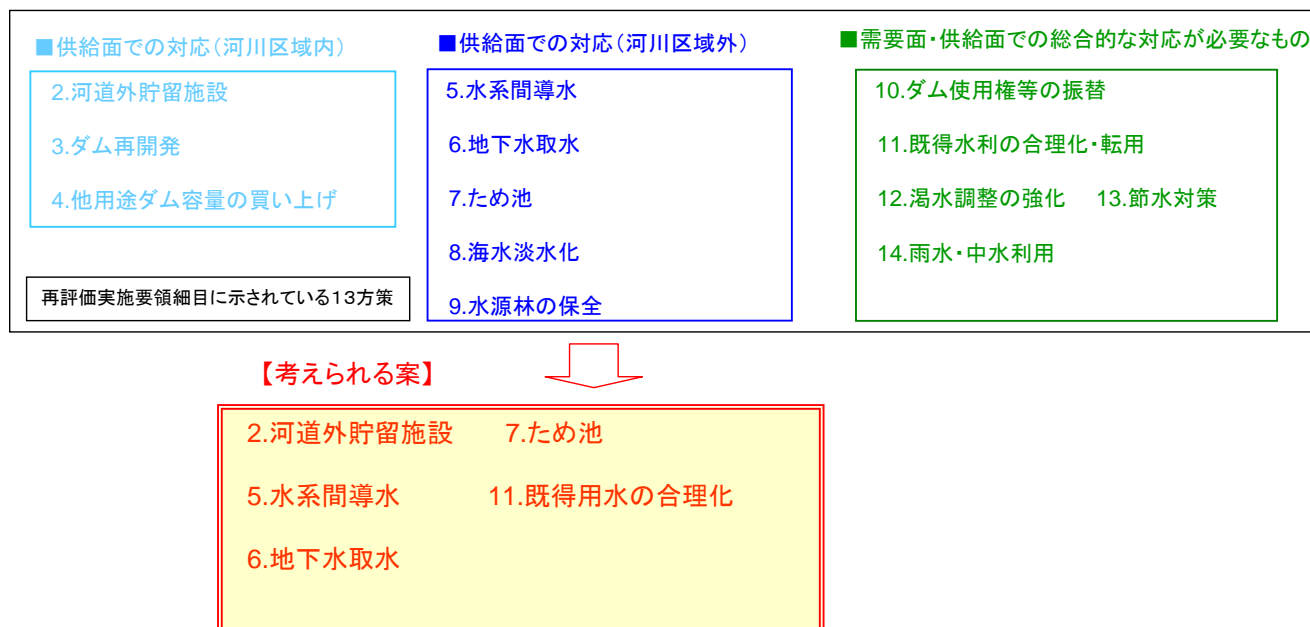 ■供給面での対応(河川区域内)
2.河道外貯留施設
3.ダム再開発
4.他用途ダム容量の買い上げ
再評価実施要領細目に示されている13方策
■供給面での対応(河川区域外)
5.水系間導水
6.地下水取水
7.ため池
8.海水淡水化
9.水源林の保全
■需要面・供給面での総合的な対応が必要なもの
10.ダム使用権等の振替
11.既得水利の合理化・転用
12.渇水調整の強化 13.節水対策
14.雨水・中水利用
【考えられる案】
2.河道外貯留施設 7.ため池
5.水系間導水 11.既得用水の合理化
6.地下水取水